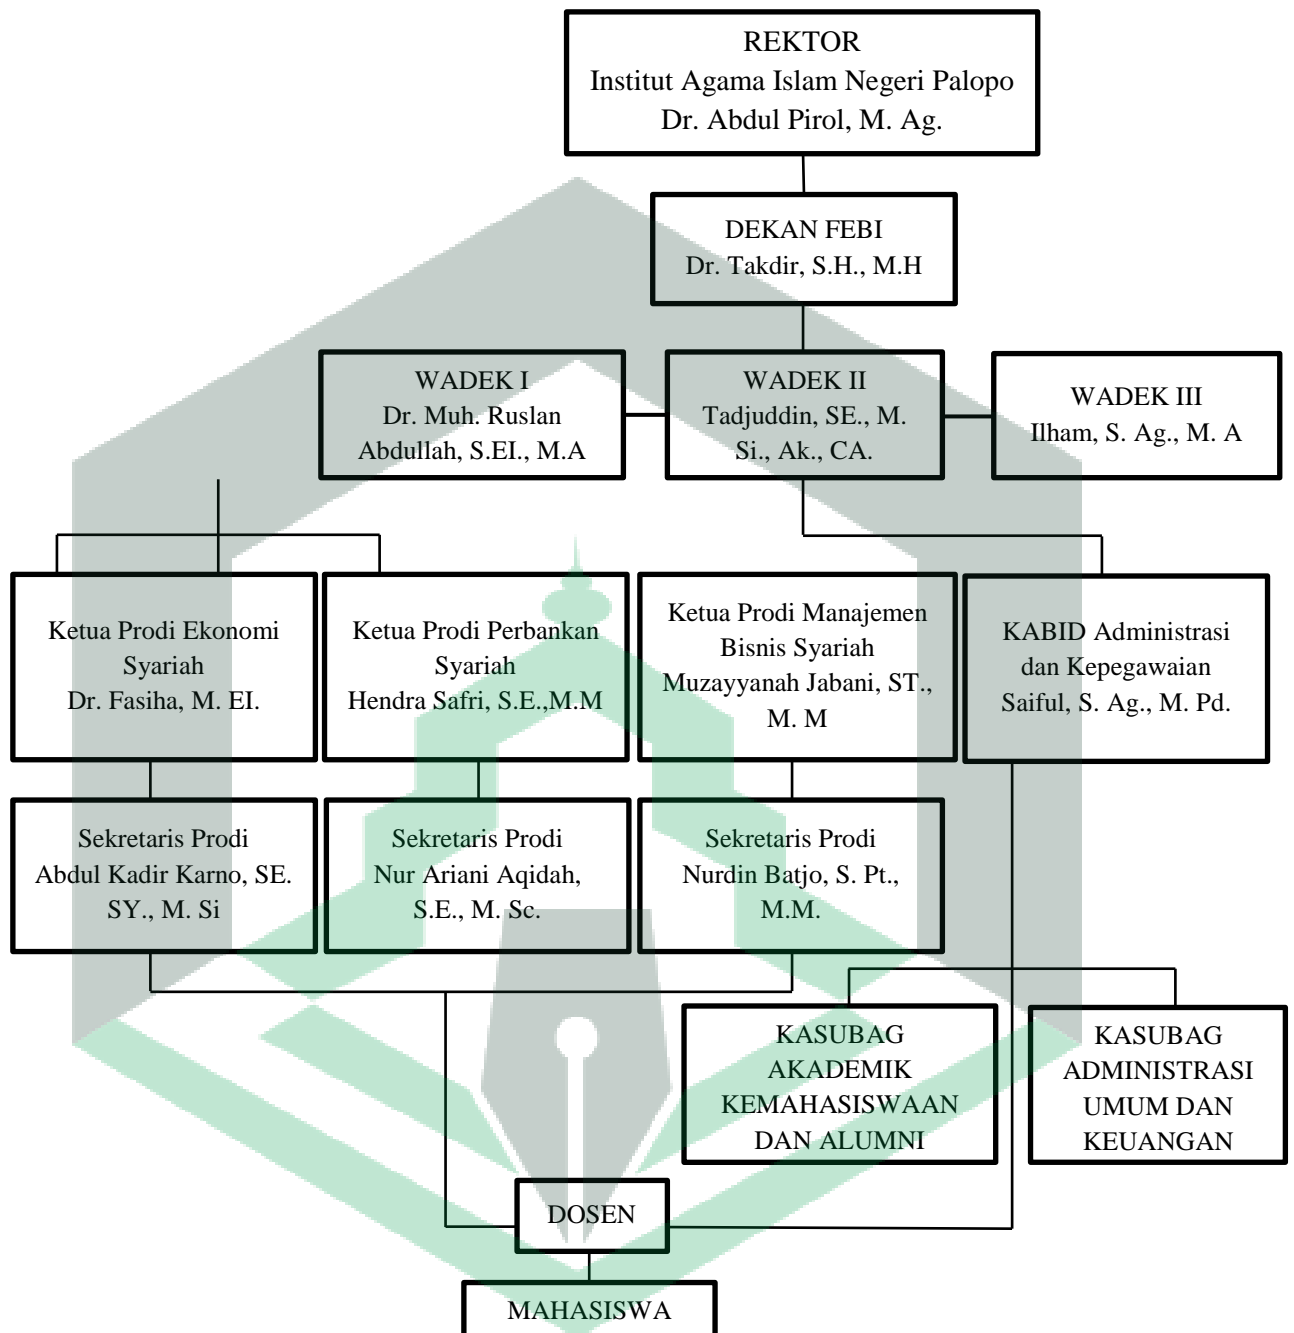 REKTOR
Institut Agama Islam Negeri Palopo
Dr. Abdul Pirol, M. Ag.
DEKAN FEBI
Dr. Takdir, S.H., M.H
WADEK I
Dr. Muh. Ruslan
Abdullah, S.EI., M.A
WADEK II
Tadjuddin, SE., M.
Si., Ak., CA.
WADEK III
Ilham, S. Ag., M. A
Ketua Prodi Ekonomi
Syariah
Dr. Fasiha, M. EI.
Ketua Prodi Perbankan
Syariah
Hendra Safri, S.E.,M.M
Ketua Prodi Manajemen
Bisnis Syariah
Muzayyanah Jabani, ST.,
M. M
KABID Administrasi
dan Kepegawaian
Saiful, S. Ag., M. Pd.
Sekretaris Prodi
Abdul Kadir Karno, SE.
SY., M. Si
Sekretaris Prodi
Nur Ariani Aqidah,
S.E., M. Sc.
Sekretaris Prodi
Nurdin Batjo, S. Pt.,
M.M.
KASUBAG
AKADEMIK
KEMAHASISWAAN
DAN ALUMNI
KASUBAG
ADMINISTRASI
UMUM DAN
KEUANGAN
DOSEN
MAHASISWA